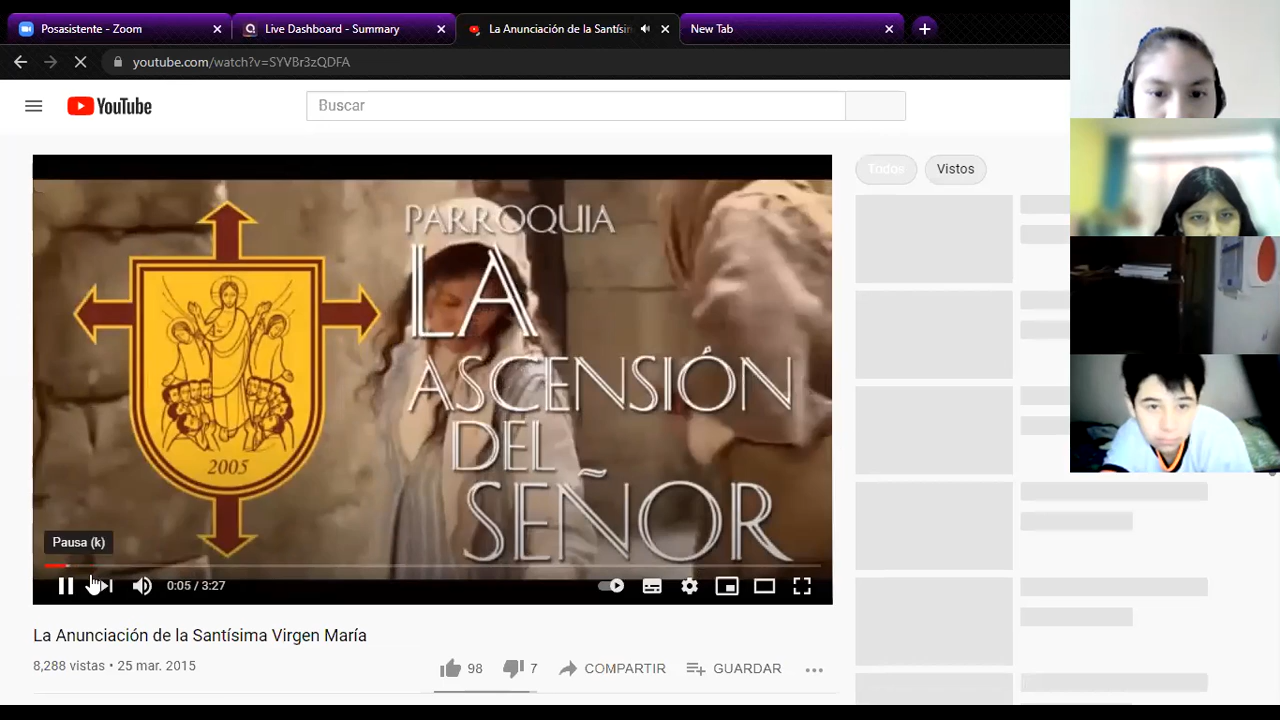 Posasistente - Zoom
Live Dashboard - Summary
La Anunciación de la Santísi
New Tab
youtube.com/watch?v=SYVBr3zQDFA
YouTube
Buscar
Todos
Vistos
PARROQUIA
LA
ASCENSIÓN
DEL
SEÑOR
2005
Pausa (k)
0:05 / 3:27
La Anunciación de la Santísima Virgen María
8,288 vistas • 25 mar. 2015
98
7
COMPARTIR
GUARDAR